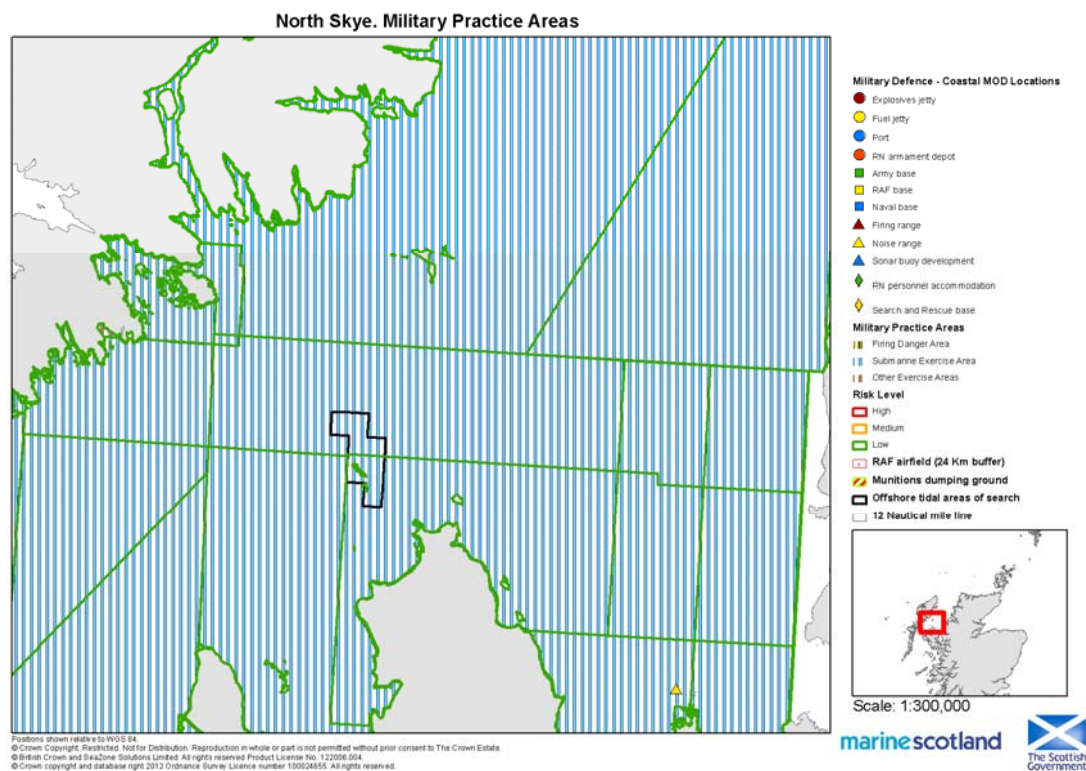 North Skye. Military Practice Areas
Military Defence - Coastal MOD Locations
Explosives jetty
Fuel jetty
Port
RN armament depot
Army base
RAF base
Naval base
Firing range
Noise range
Sonar buoy development
RN personnel accommodation
Search and Rescue base
Military Practice Areas
Firing Danger Area
Submarine Exercise Area
Other Exercise Areas
Risk Level
High
Medium
Low
RAF airfield (24 Km buffer)
Munitions dumping ground
Offshore tidal areas of search
12 Nautical mile line
Scale: 1:300,000
Positions shown relative to WGS 84.
© Crown Copyright. Restricted. Not for Distribution. Reproduction in whole or part is not permitted without prior consent to The Crown Estate.
© British Crown and SeaZone Solutions Limited. All rights reserved Product License No. 122006.004.
© Crown copyright and database right 2012 Ordnance Survey Licence number 100024655. All rights reserved.
marinescotland
The Scottish
Government